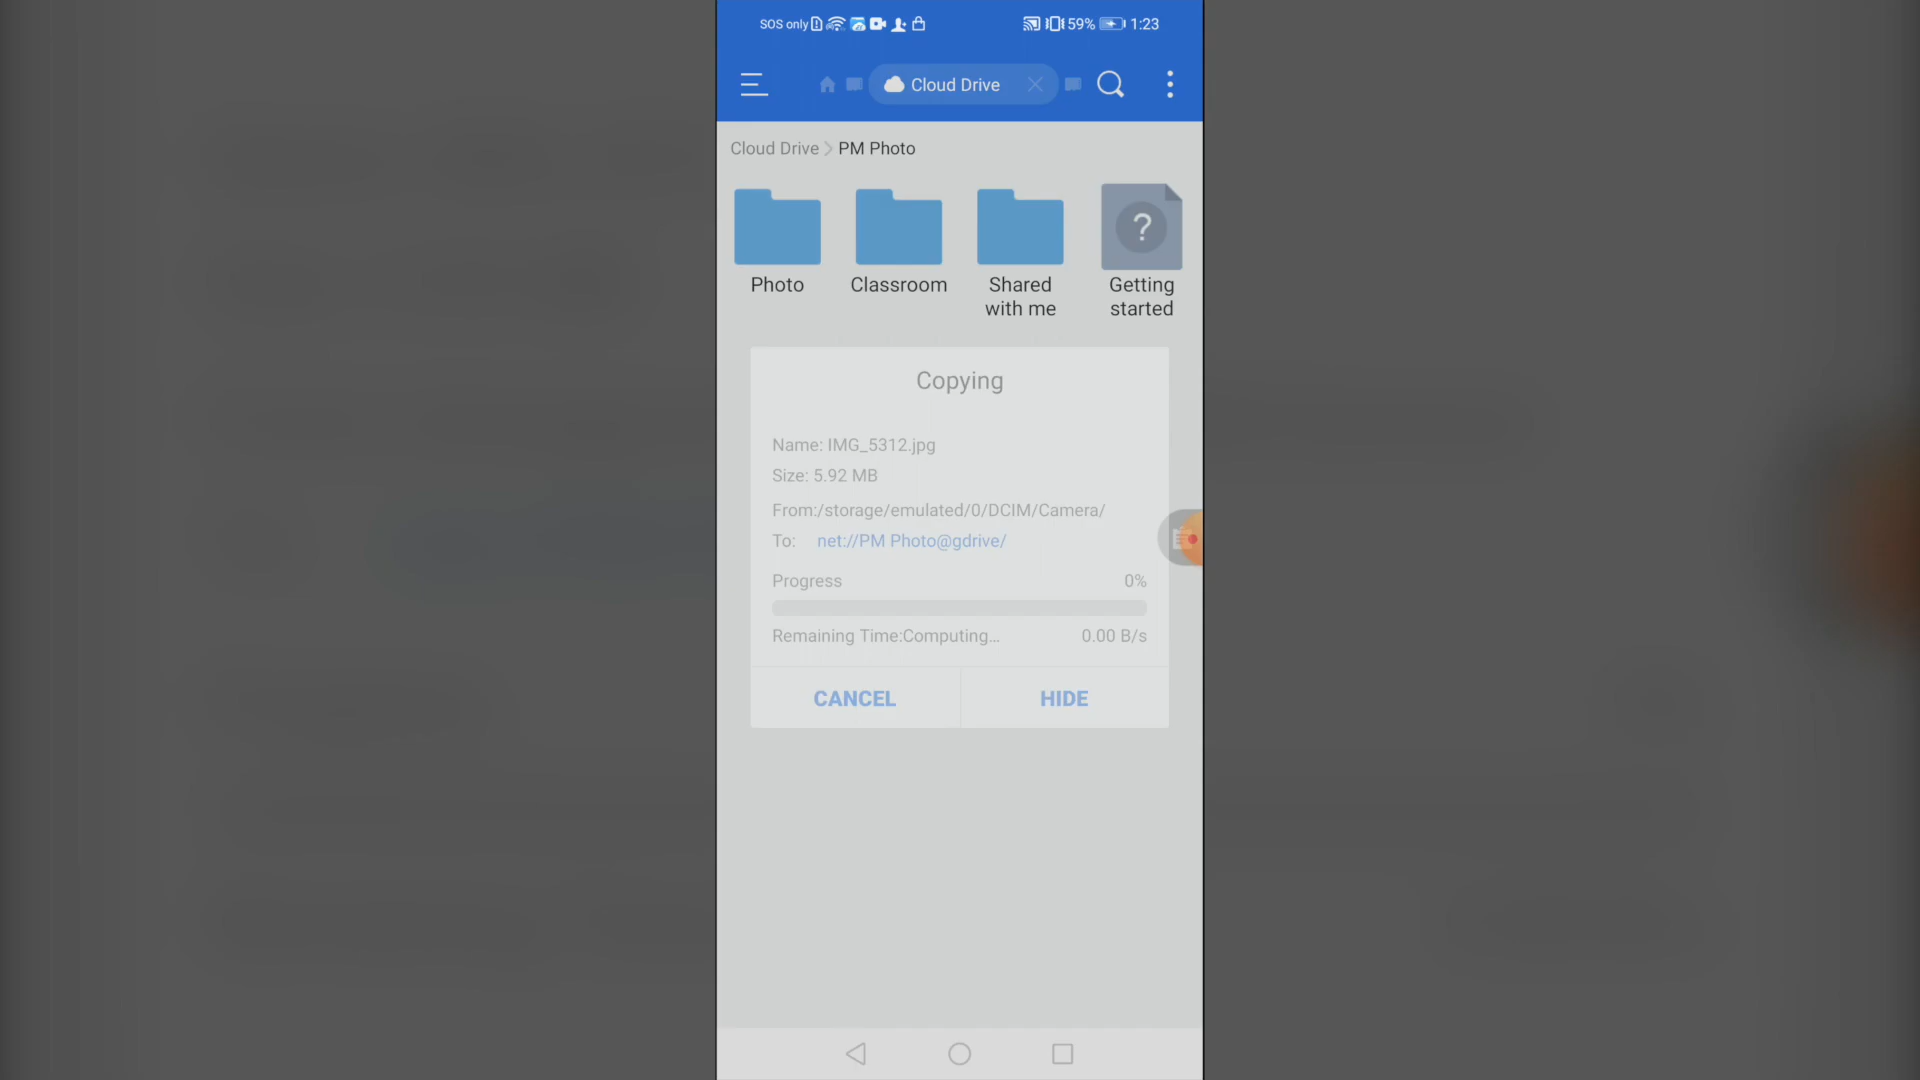 SOS only 59% 1:23
Cloud Drive
Cloud Drive PM Photo
Photo Classroom Shared with me Getting started
?
Copying
Name: IMG_5312.jpg
Size: 5.92 MB
From:/storage/emulated/0/DCIM/Camera/
To: net://PM Photo@gdrive/
Progress 0%
Remaining Time:Computing... 0.00 B/s
CANCEL HIDE